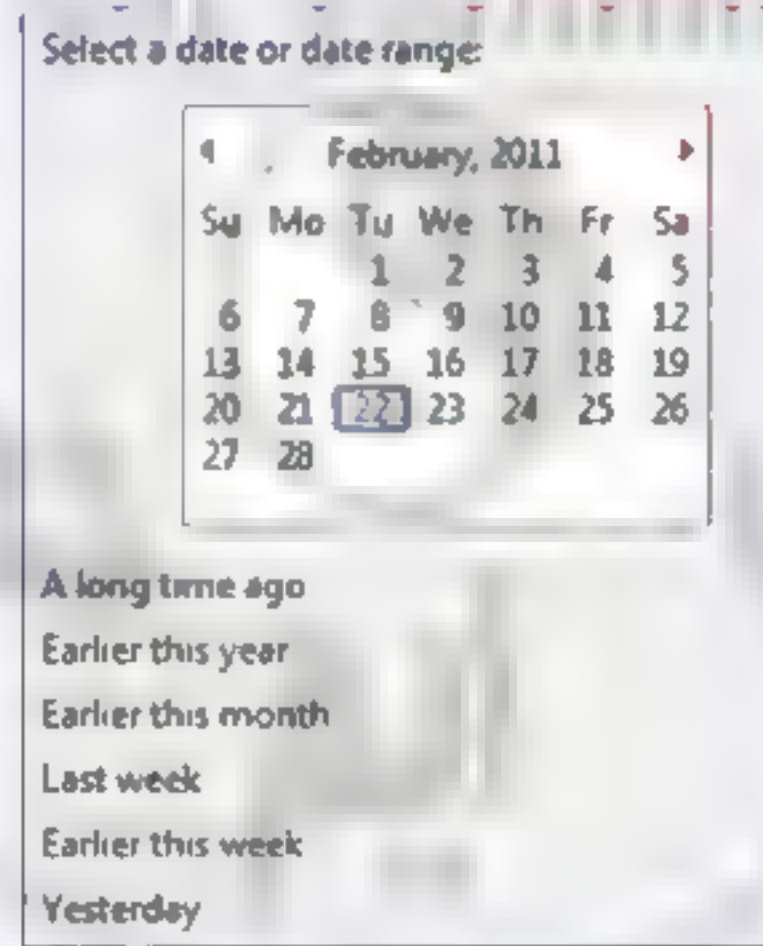 Select a date or date range:
February, 2011
Su Mo Tu We Th Fr Sa
1 2 3 4 5
6 7 8 9 10 11 12
13 14 15 16 17 18 19
20 21 22 23 24 25 26
27 28
A long time ago
Earlier this year
Earlier this month
Last week
Earlier this week
Yesterday